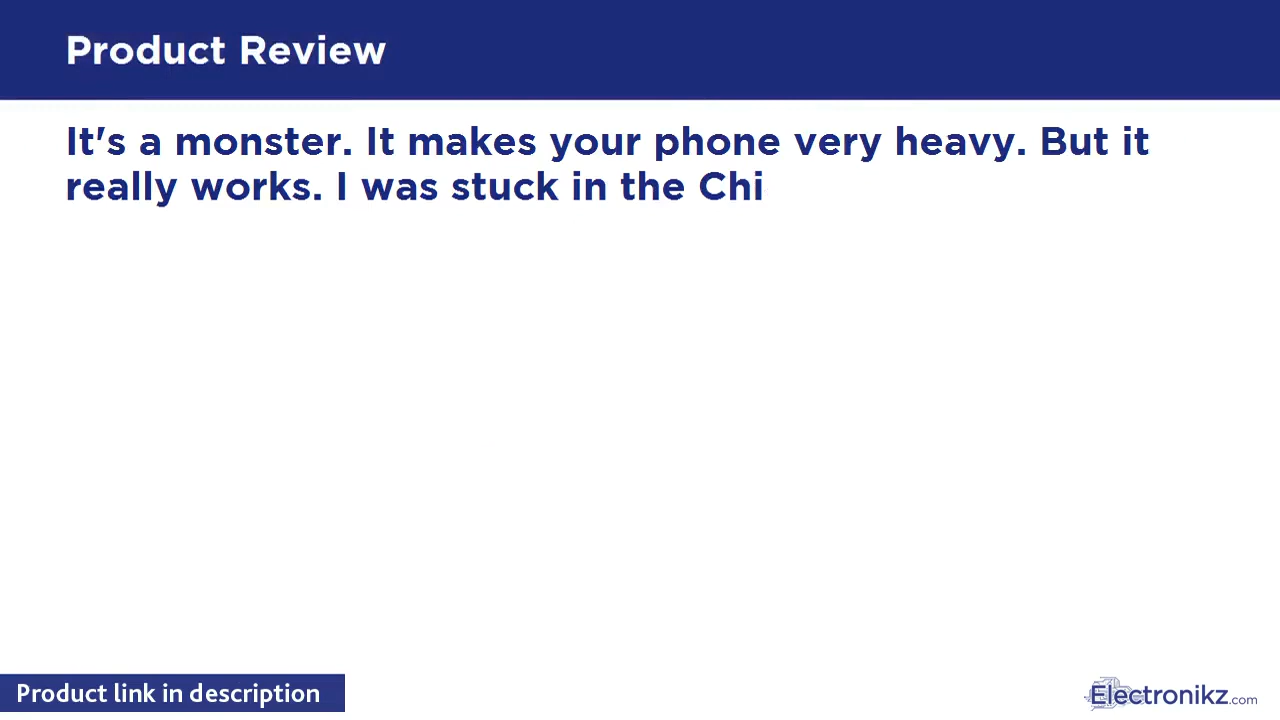 Product Review
It's a monster. It makes your phone very heavy. But it
really works. I was stuck in the Chi
Product link in description
Electronikz.com